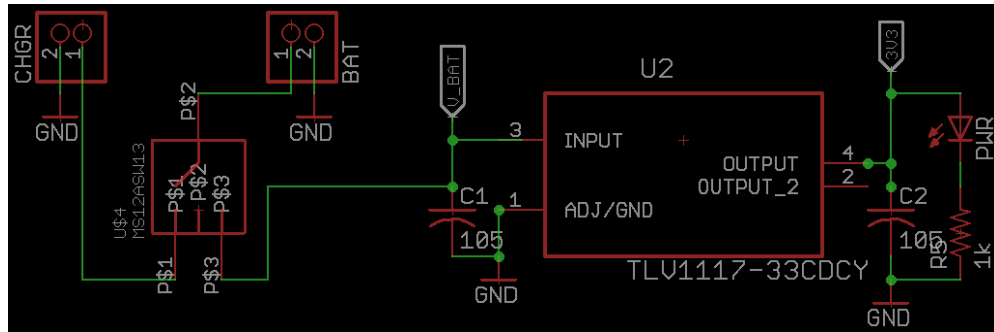 CHGR
2
1
GND
1
2
BAT
GND
P$2
U$4
MS12ASW13
P$1
P$2
P$3
P$1
P$3
V_BAT
C1
105
GND
U2
3
INPUT
1
ADJ/GND
OUTPUT
4
OUTPUT_2
2
TLV1117-33CDCY
3V3
PWR
C2
105
R5
1k
GND